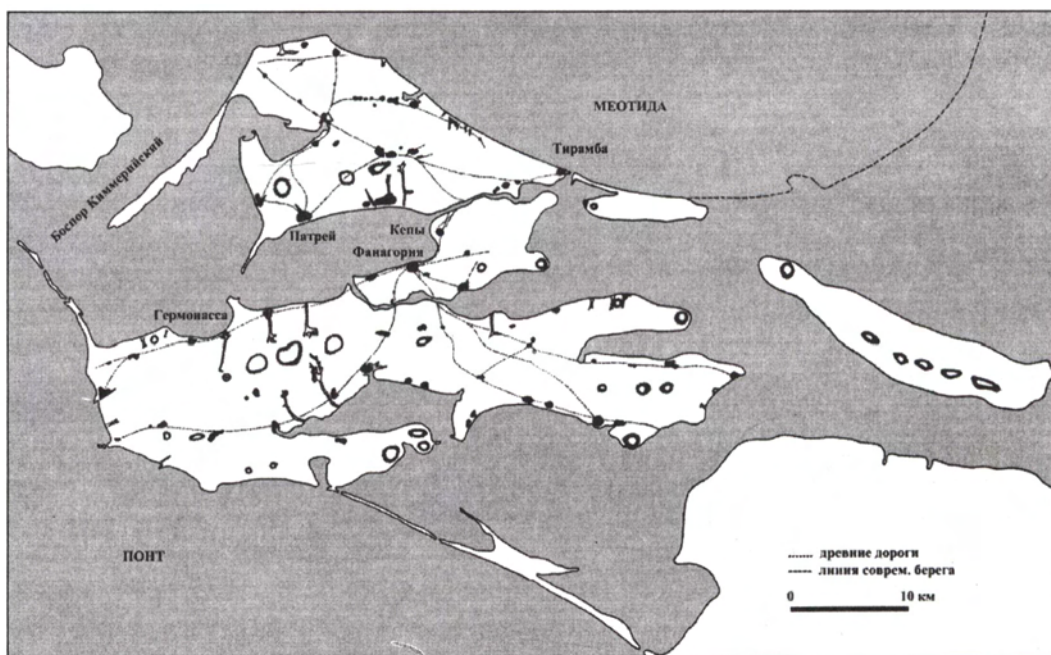 МЕОТИДА
Тирамба
Боспор Киммерийский
Патрей
Кепы
Фанагория
Гермонасса
ПОНТ
древние дороги
линия соврем. берега
0 10 км